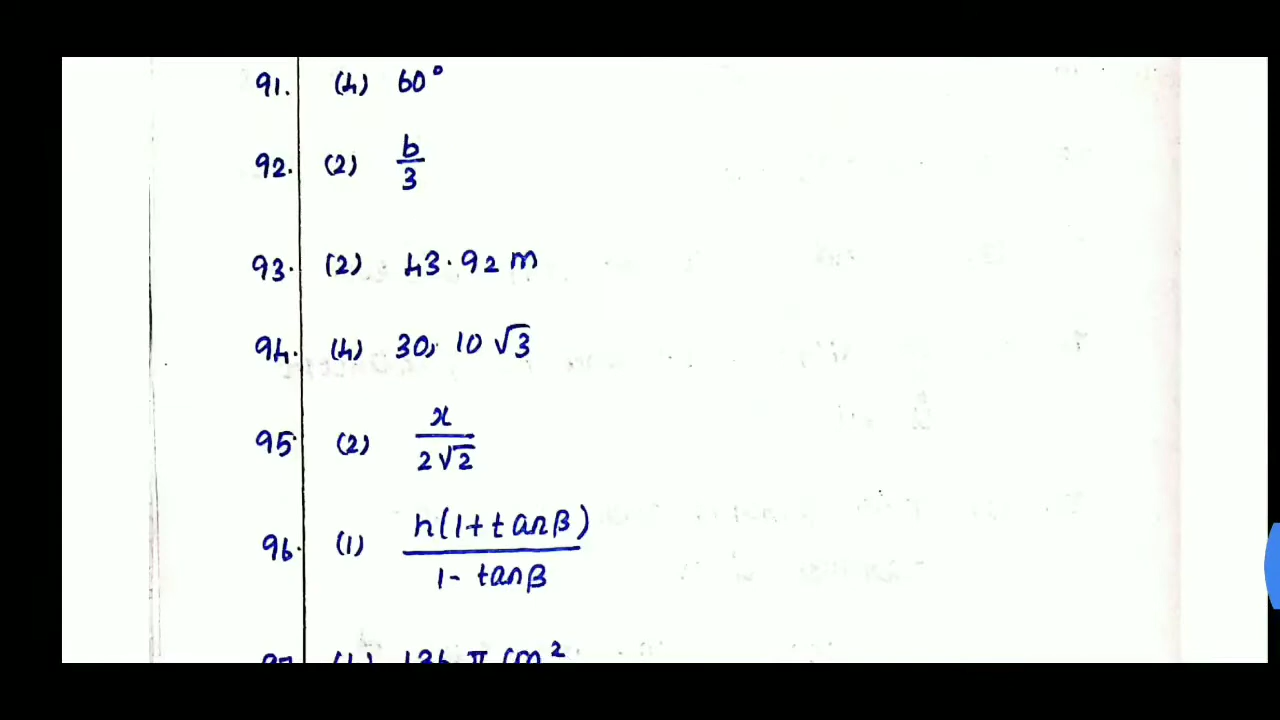 91. (4) 60°
92. (2) b/3
93. (2) 43.92 m
94. (4) 30, 10 √3
95. (2) x/2√2
96. (1) h(1+tanβ)/1- tanβ